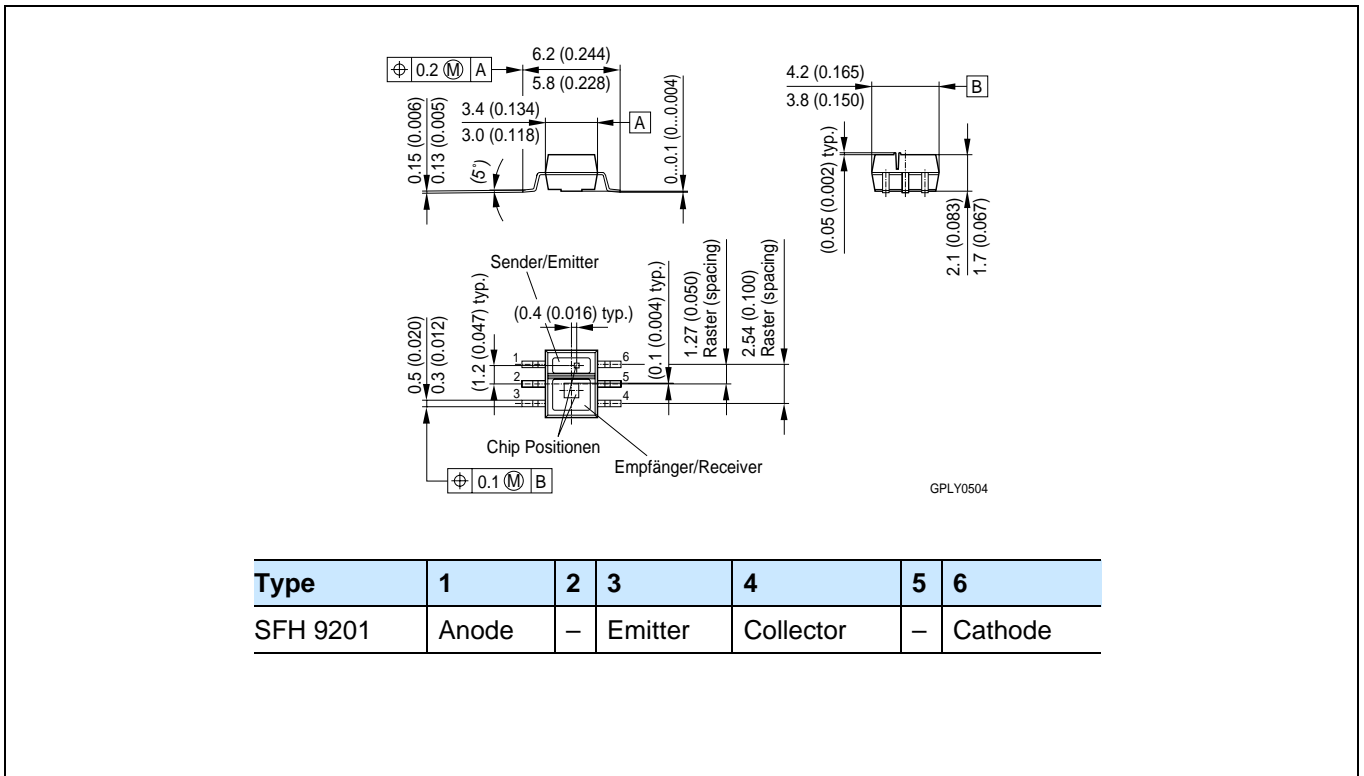 6.2 (0.244)
5.8 (0.228)
⌖ 0.2 Ⓜ A
3.4 (0.134)
3.0 (0.118)
A
0.15 (0.006)
0.13 (0.005)
(5°)
0...0.1 (0...0.004)
4.2 (0.165)
3.8 (0.150)
B
(0.05 (0.002) typ.)
2.1 (0.083)
1.7 (0.067)
Sender/Emitter
(0.4 (0.016) typ.)
(1.2 (0.047) typ.)
0.5 (0.020)
0.3 (0.012)
(0.1 (0.004) typ.)
1.27 (0.050)
Raster (spacing)
2.54 (0.100)
Raster (spacing)
1 6
2 5
3 4
Chip Positionen
Empfänger/Receiver
⌖ 0.1 Ⓜ B
GPLY0504
Type 1 2 3 4 5 6
SFH 9201 Anode – Emitter Collector – Cathode